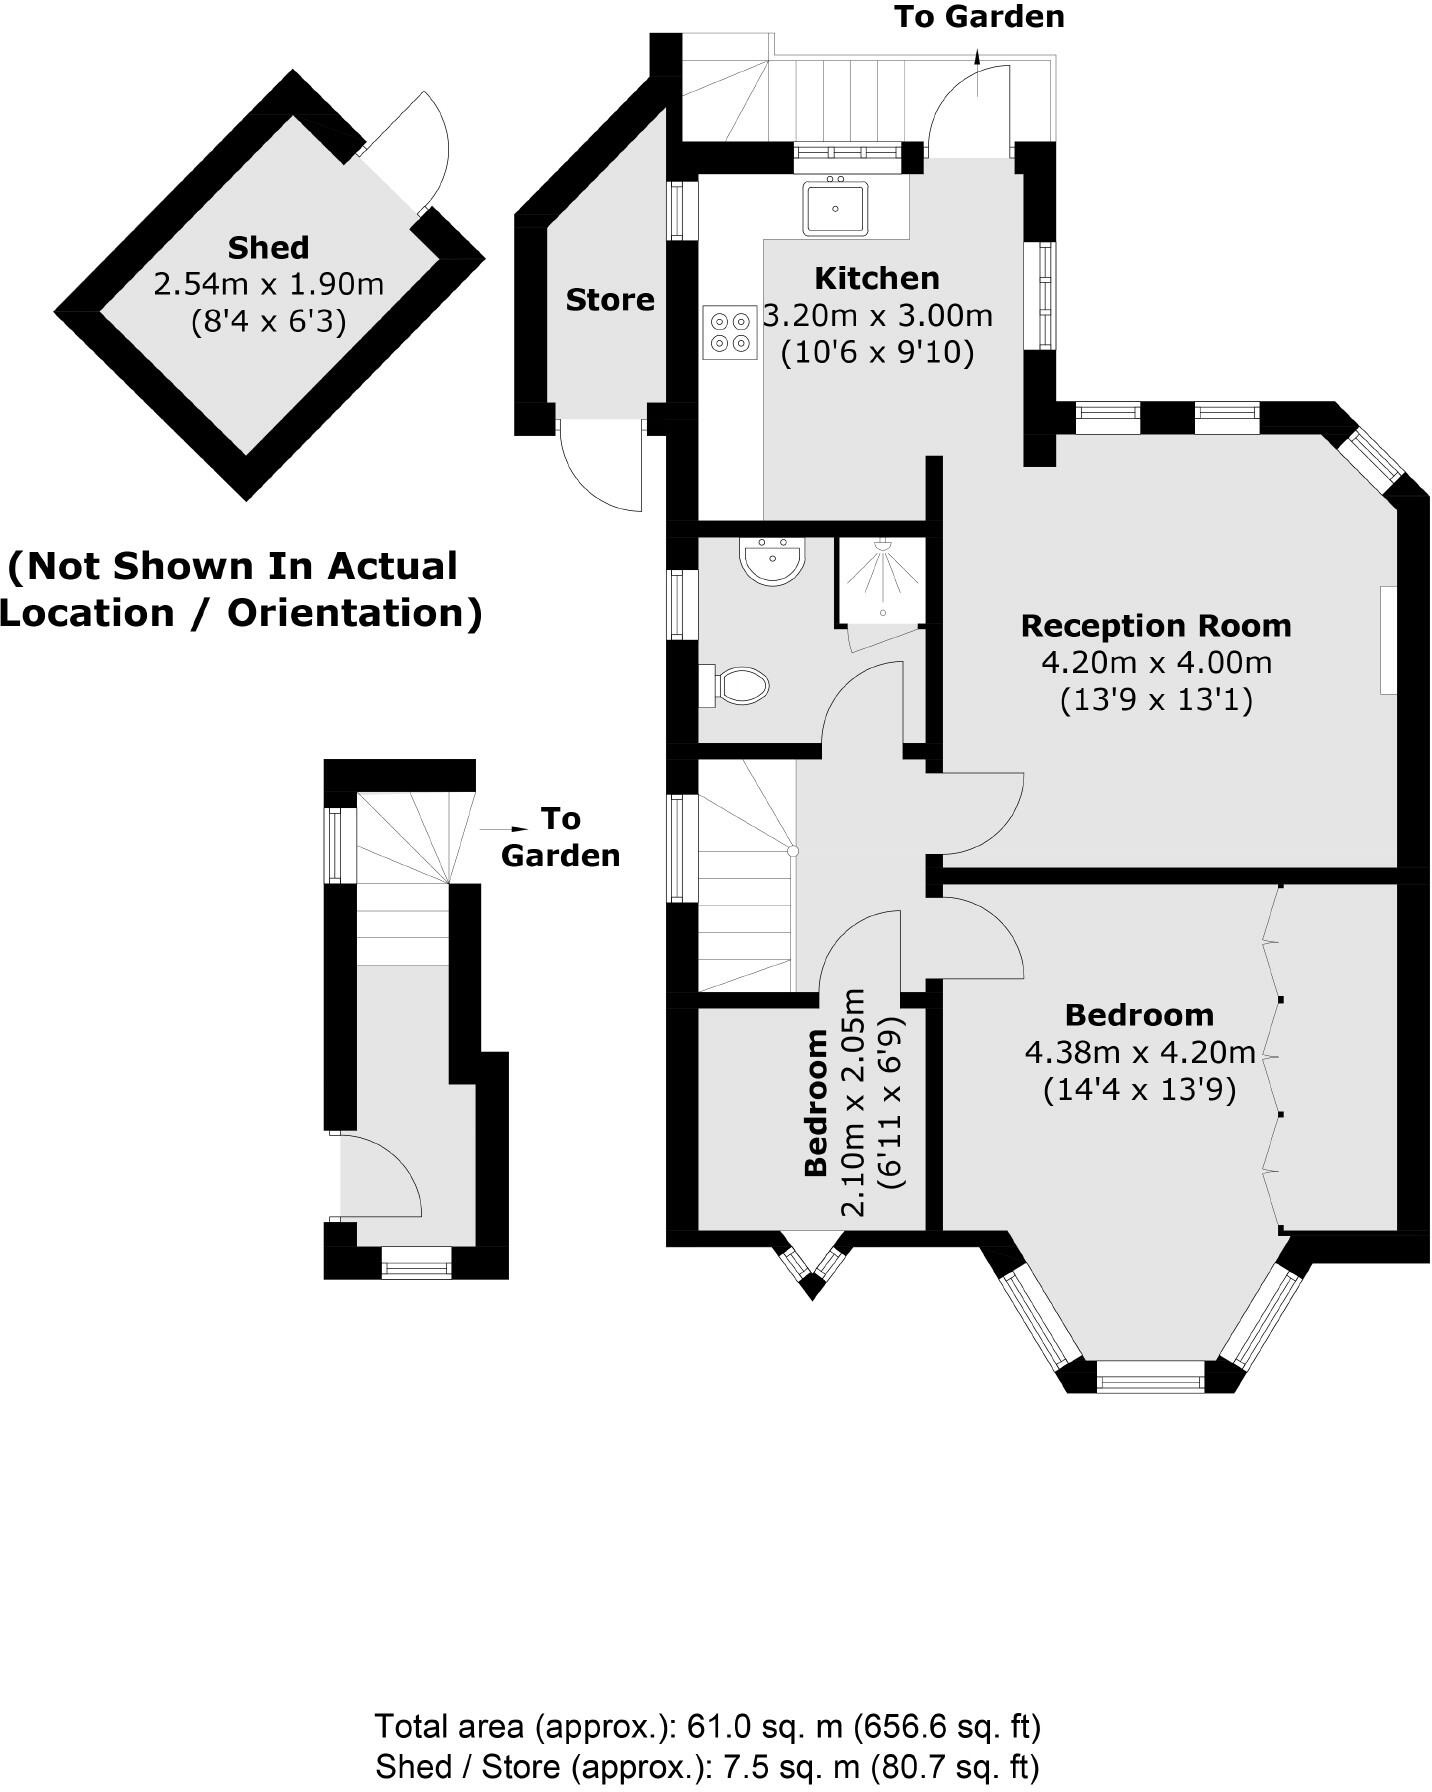 To Garden
Shed
2.54m x 1.90m
(8'4 x 6'3)
Store
Kitchen
3.20m x 3.00m
(10'6 x 9'10)
(Not Shown In Actual
Location / Orientation)
Reception Room
4.20m x 4.00m
(13'9 x 13'1)
To
Garden
Bedroom
2.10m x 2.05m
(6'11 x 6'9)
Bedroom
4.38m x 4.20m
(14'4 x 13'9)
Total area (approx.): 61.0 sq. m (656.6 sq. ft)
Shed / Store (approx.): 7.5 sq. m (80.7 sq. ft)